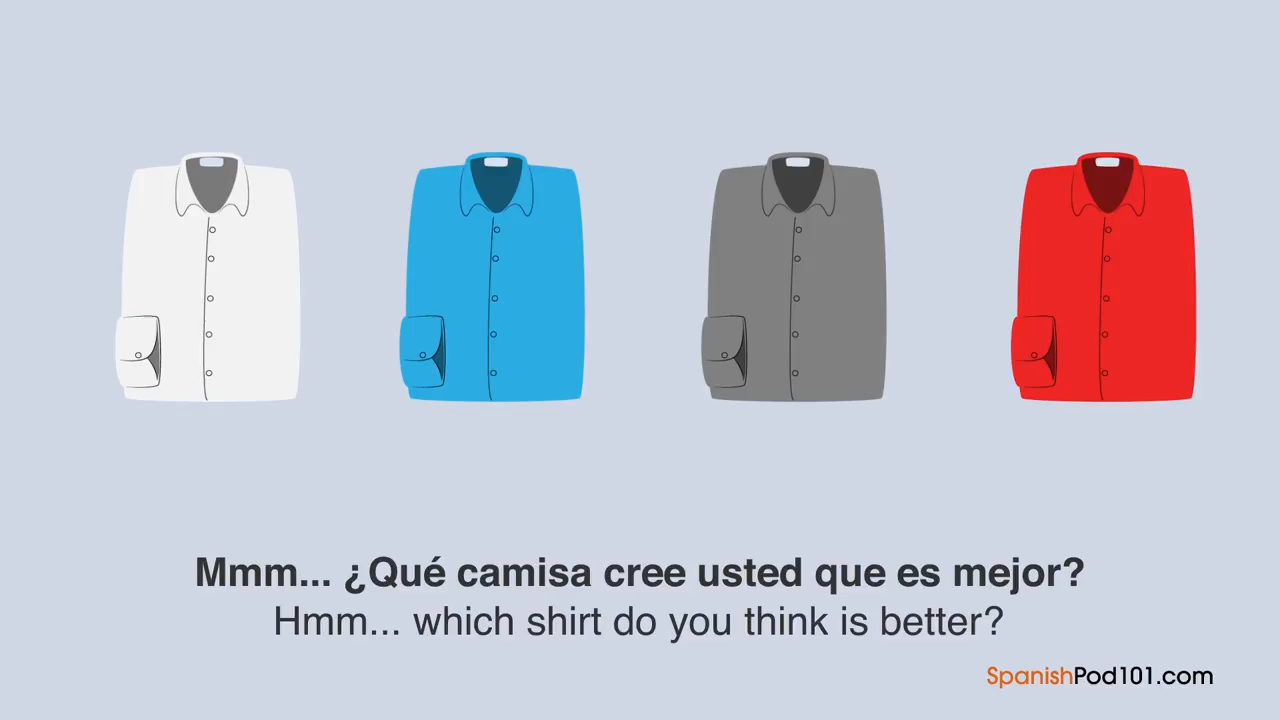 Mmm... ¿Qué camisa cree usted que es mejor?
Hmm... which shirt do you think is better?
SpanishPod101.com